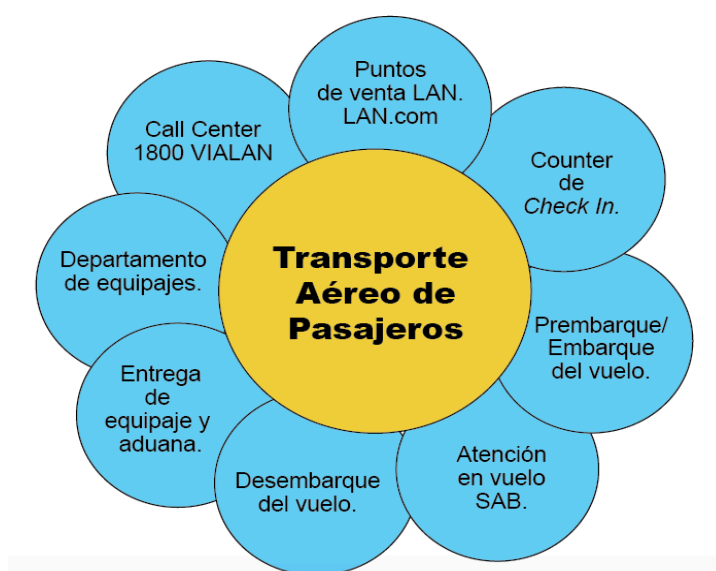 Transporte
Aéreo de
Pasajeros
Puntos
de venta LAN.
LAN.com
Counter
de
Check In.
Prembarque/
Embarque
del vuelo.
Atención
en vuelo
SAB.
Desembarque
del vuelo.
Entrega
de
equipaje y
aduana.
Departamento
de equipajes.
Call Center
1800 VIALAN